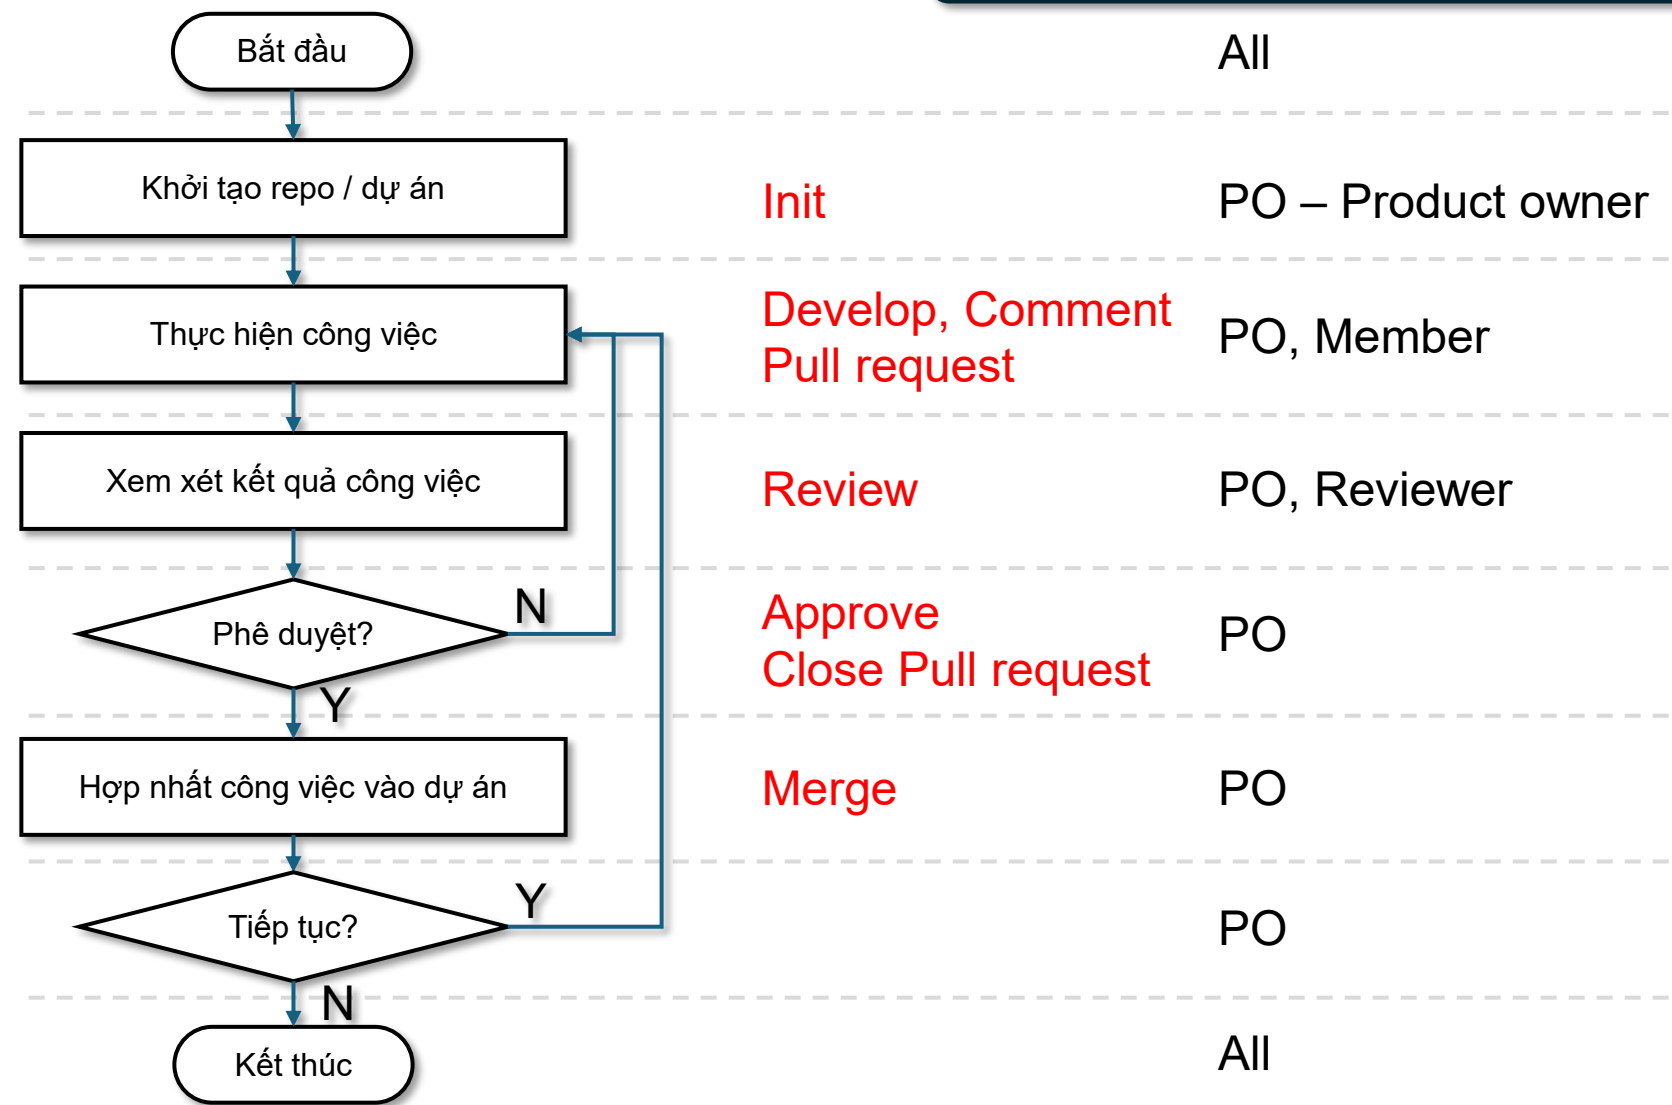 Bắt đầu
All
Khởi tạo repo / dự án
Init
PO – Product owner
Thực hiện công việc
Develop, Comment
Pull request
PO, Member
Xem xét kết quả công việc
Review
PO, Reviewer
Phê duyệt?
N
Y
Approve
Close Pull request
PO
Hợp nhất công việc vào dự án
Merge
PO
Tiếp tục?
Y
N
PO
Kết thúc
All